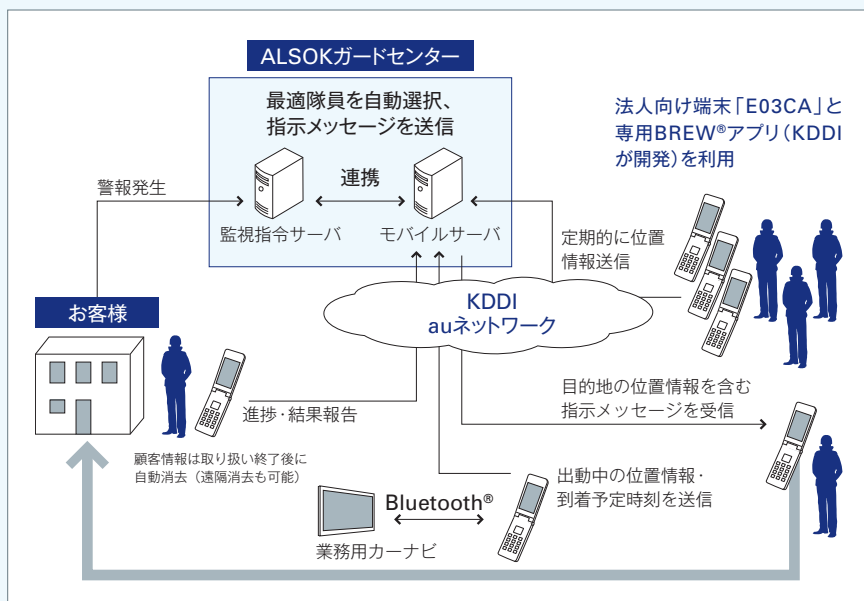 ALSOKガードセンター
最適隊員を自動選択、
指示メッセージを送信
連携
監視指令サーバ
モバイルサーバ
警報発生
法人向け端末「E03CA」と
専用BREW®アプリ(KDDI
が開発)を利用
定期的に位置
情報送信
KDDI
auネットワーク
お客様
進捗・結果報告
顧客情報は取り扱い終了後に
自動消去(遠隔消去も可能)
目的地の位置情報を含む
指示メッセージを受信
出動中の位置情報・
到着予定時刻を送信
Bluetooth®
業務用カーナビ